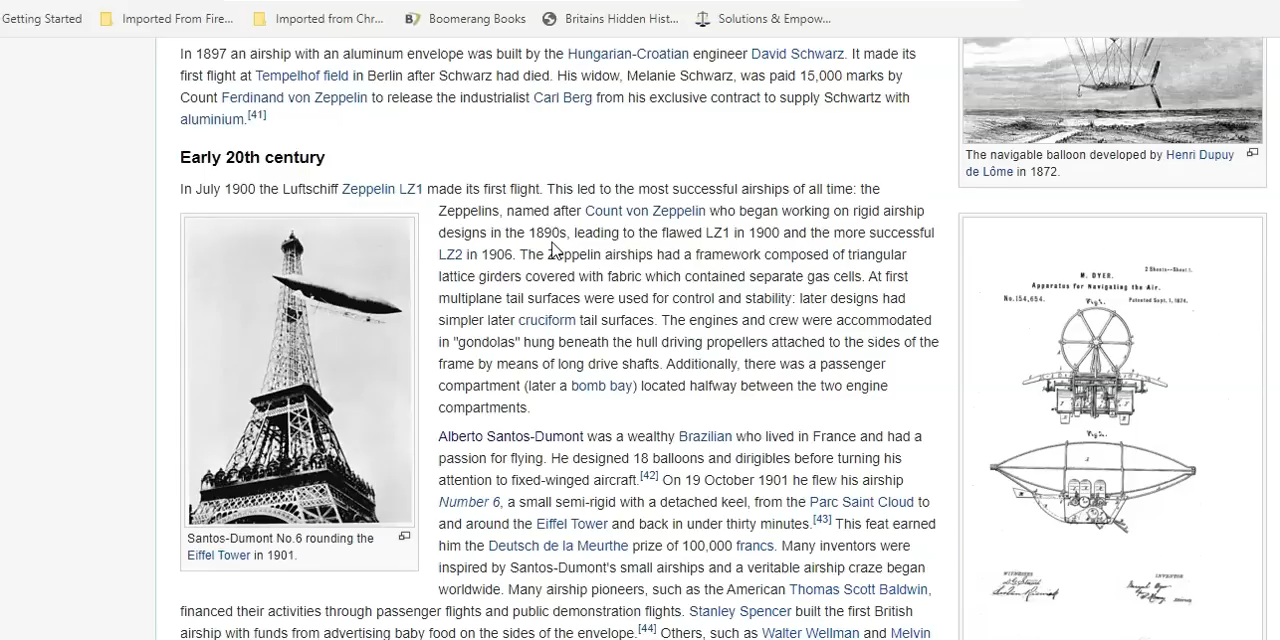 Getting Started Imported From Fire... Imported from Chr... Boomerang Books Britains Hidden Hist... Solutions & Empow...
In 1897 an airship with an aluminum envelope was built by the Hungarian-Croatian engineer David Schwarz. It made its
first flight at Tempelhof field in Berlin after Schwarz had died. His widow, Melanie Schwarz, was paid 15,000 marks by
Count Ferdinand von Zeppelin to release the industrialist Carl Berg from his exclusive contract to supply Schwartz with
aluminium.[41]
Early 20th century
In July 1900 the Luftschiff Zeppelin LZ1 made its first flight. This led to the most successful airships of all time: the
Zeppelins, named after Count von Zeppelin who began working on rigid airship
designs in the 1890s, leading to the flawed LZ1 in 1900 and the more successful
LZ2 in 1906. The Zeppelin airships had a framework composed of triangular
lattice girders covered with fabric which contained separate gas cells. At first
multiplane tail surfaces were used for control and stability: later designs had
simpler later cruciform tail surfaces. The engines and crew were accommodated
in "gondolas" hung beneath the hull driving propellers attached to the sides of the
frame by means of long drive shafts. Additionally, there was a passenger
compartment (later a bomb bay) located halfway between the two engine
compartments.
Alberto Santos-Dumont was a wealthy Brazilian who lived in France and had a
passion for flying. He designed 18 balloons and dirigibles before turning his
attention to fixed-winged aircraft.[42] On 19 October 1901 he flew his airship
Number 6, a small semi-rigid with a detached keel, from the Parc Saint Cloud to
and around the Eiffel Tower and back in under thirty minutes.[43] This feat earned
him the Deutsch de la Meurthe prize of 100,000 francs. Many inventors were
inspired by Santos-Dumont's small airships and a veritable airship craze began
worldwide. Many airship pioneers, such as the American Thomas Scott Baldwin,
financed their activities through passenger flights and public demonstration flights. Stanley Spencer built the first British
airship with funds from advertising baby food on the sides of the envelope.[44] Others, such as Walter Wellman and Melvin
Santos-Dumont No.6 rounding the
Eiffel Tower in 1901.
The navigable balloon developed by Henri Dupuy
de Lôme in 1872.
2 Sheets—Sheet 1.
M. DYER.
Apparatus for Navigating the Air.
No. 154,654.
Patented Sept. 1, 1874.
Fig. 1.
Fig. 2.
WITNESSES
INVENTOR